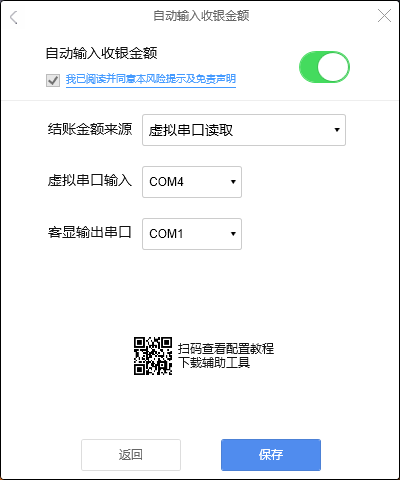 自动输入收银金额
自动输入收银金额
我已阅读并同意本风险提示及免责声明
结账金额来源
虚拟串口读取
虚拟串口输入
COM4
客显输出串口
COM1
扫码查看配置教程
下载辅助工具
返回
保存